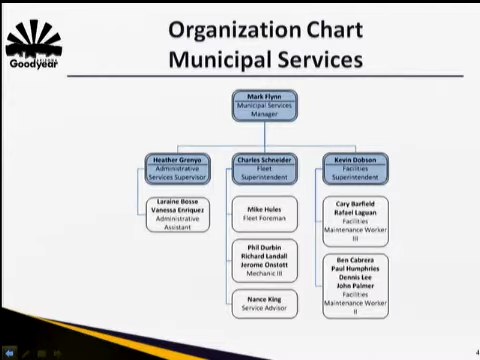 Organization Chart
Municipal Services
Goodyear
Mark Flynn
Municipal Services
Manager
Heather Grenyo
Administrative
Services Supervisor
Charles Schneider
Fleet
Superintendent
Kevin Dobson
Facilities
Superintendent
Laraine Bosse
Vanessa Enriquez
Administrative
Assistant
Mike Hules
Fleet Foreman
Cary Barfield
Rafael Laguan
Facilities
Maintenance Worker
III
Phil Durbin
Richard Landall
Jerome Onstott
Mechanic III
Ben Cabrera
Paul Humphries
Dennis Lee
John Palmer
Facilities
Maintenance Worker
II
Nance King
Service Advisor
4